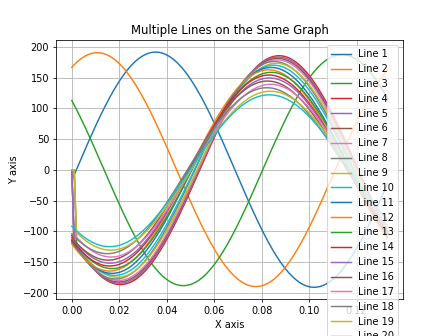 Multiple Lines on the Same Graph
Y axis
200
150
100
50
0
−50
−100
−150
−200
0.00
0.02
0.04
0.06
0.08
0.10
X axis
Line 1
Line 2
Line 3
Line 4
Line 5
Line 6
Line 7
Line 8
Line 9
Line 10
Line 11
Line 12
Line 13
Line 14
Line 15
Line 16
Line 17
Line 18
Line 19
Line 20